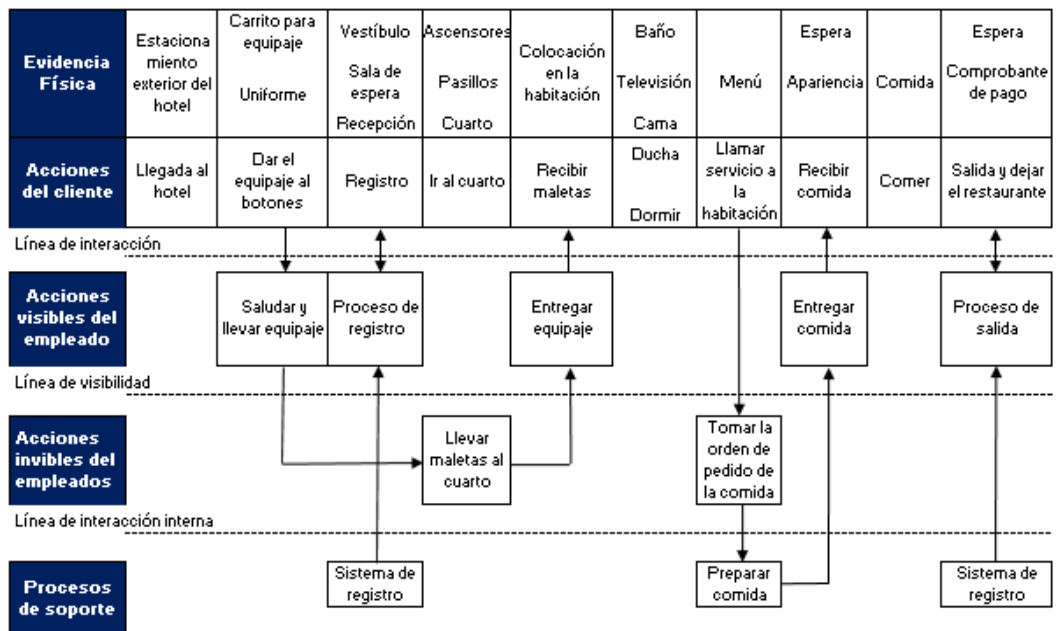 Evidencia
Física
Estaciona
miento
exterior del
hotel
Carrito para
equipaje
Uniforme
Vestíbulo
Sala de
espera
Recepción
Ascensores
Pasillos
Cuarto
Colocación
en la
habitación
Baño
Televisión
Cama
Menú
Espera
Apariencia
Comida
Espera
Comprobante
de pago
Acciones
del cliente
Llegada al
hotel
Dar el
equipaje al
botones
Registro
Ir al cuarto
Recibir
maletas
Ducha
Dormir
Llamar
servicio a
la
habitación
Recibir
comida
Comer
Salida y dejar
el restaurante
Línea de interacción
Acciones
visibles del
empleado
Saludar y
llevar equipaje
Proceso de
registro
Entregar
equipaje
Entregar
comida
Proceso de
salida
Línea de visibilidad
Acciones
invibles del
empleados
Llevar
maletas al
cuarto
Tomar la
orden de
pedido de
la comida
Línea de interacción interna
Procesos
de soporte
Sistema de
registro
Preparar
comida
Sistema de
registro